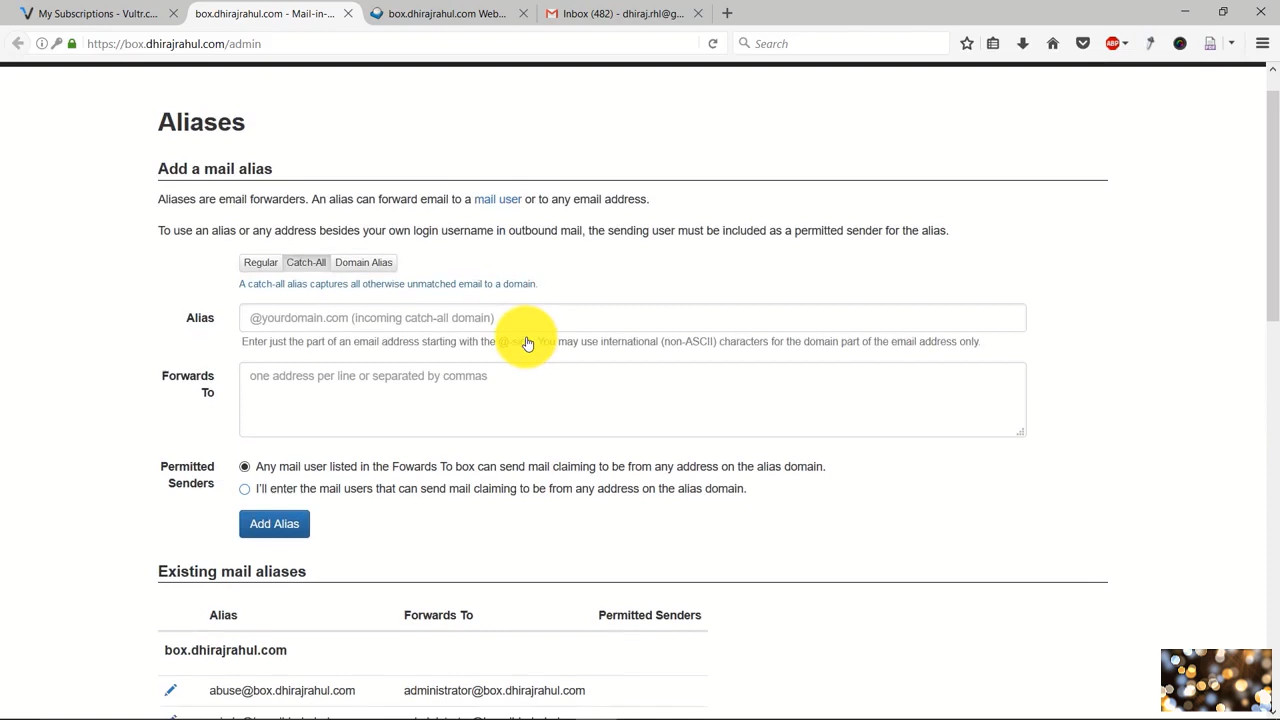 My Subscriptions - Vultr.c...
box.dhirajrahul.com - Mail-in-...
box.dhirajrahul.com Web...
Inbox (482) - dhiraj.rhl@g...
https://box.dhirajrahul.com/admin
Search
ABP
Aliases
Add a mail alias
Aliases are email forwarders. An alias can forward email to a mail user or to any email address.
To use an alias or any address besides your own login username in outbound mail, the sending user must be included as a permitted sender for the alias.
Regular Catch-All Domain Alias
A catch-all alias captures all otherwise unmatched email to a domain.
Alias
@yourdomain.com (incoming catch-all domain)
Enter just the part of an email address starting with the You may use international (non-ASCII) characters for the domain part of the email address only.
Forwards To
one address per line or separated by commas
Permitted Senders
Any mail user listed in the Fowards To box can send mail claiming to be from any address on the alias domain.
I'll enter the mail users that can send mail claiming to be from any address on the alias domain.
Add Alias
Existing mail aliases
Alias Forwards To Permitted Senders
box.dhirajrahul.com
abuse@box.dhirajrahul.com administrator@box.dhirajrahul.com